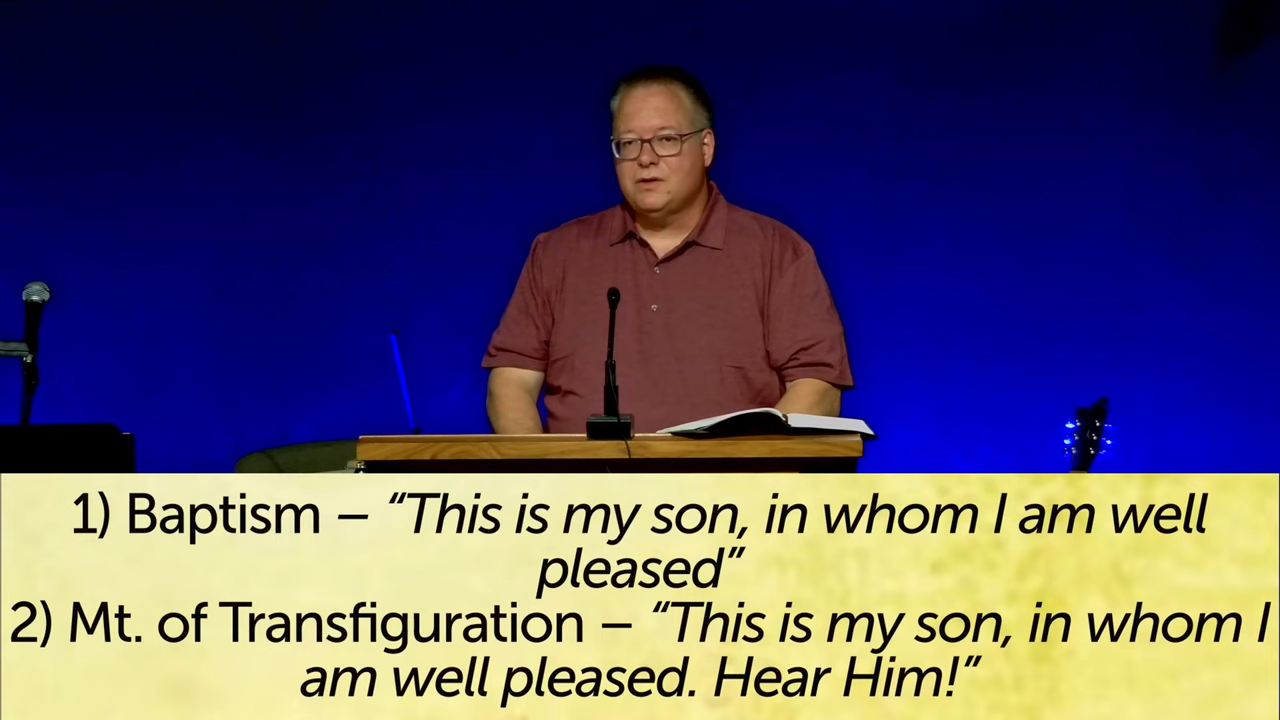 1) Baptism – “This is my son, in whom I am well
pleased”
2) Mt. of Transfiguration – “This is my son, in whom I
am well pleased. Hear Him!”